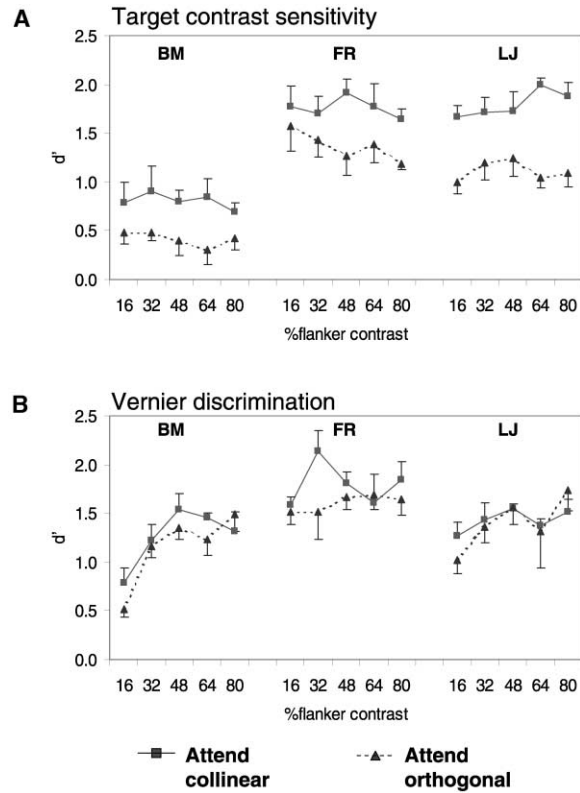 A Target contrast sensitivity
BM FR LJ
2.5
2.0
1.5
1.0
0.5
0.0
d'
16 32 48 64 80 16 32 48 64 80 16 32 48 64 80
%flanker contrast
B Vernier discrimination
BM FR LJ
2.5
2.0
1.5
1.0
0.5
0.0
d'
16 32 48 64 80 16 32 48 64 80 16 32 48 64 80
%flanker contrast
Attend Attend
collinear orthogonal